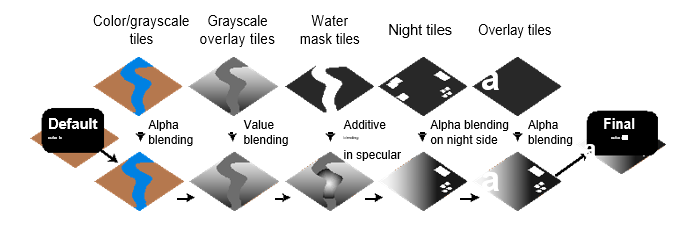 Color/grayscale
tiles
Grayscale
overlay tiles
Water
mask tiles
Night tiles
Overlay tiles
a
Default
Alpha
blending
Value
blending
Additive
blending
in specular
Alpha blending
on night side
Alpha
blending
Final
a
a